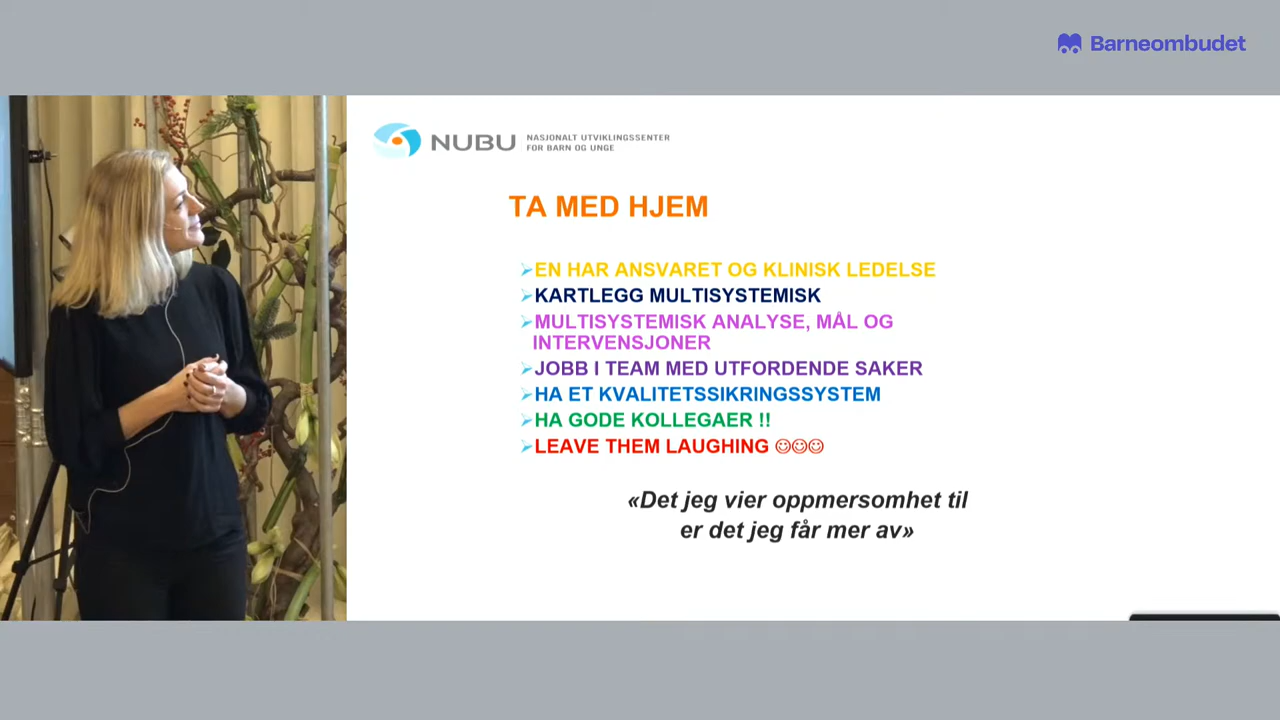 Barneombudet
NUBU
NASJONALT UTVIKLINGSSENTER
FOR BARN OG UNGE
TA MED HJEM
➢EN HAR ANSVARET OG KLINISK LEDELSE
➢KARTLEGG MULTISYSTEMISK
➢MULTISYSTEMISK ANALYSE, MÅL OG
INTERVENSJONER
➢JOBB I TEAM MED UTFORDENDE SAKER
➢HA ET KVALITETSSIKRINGSSYSTEM
➢HA GODE KOLLEGAER !!
➢LEAVE THEM LAUGHING ☺☺☺
«Det jeg vier oppmersomhet til
er det jeg får mer av»